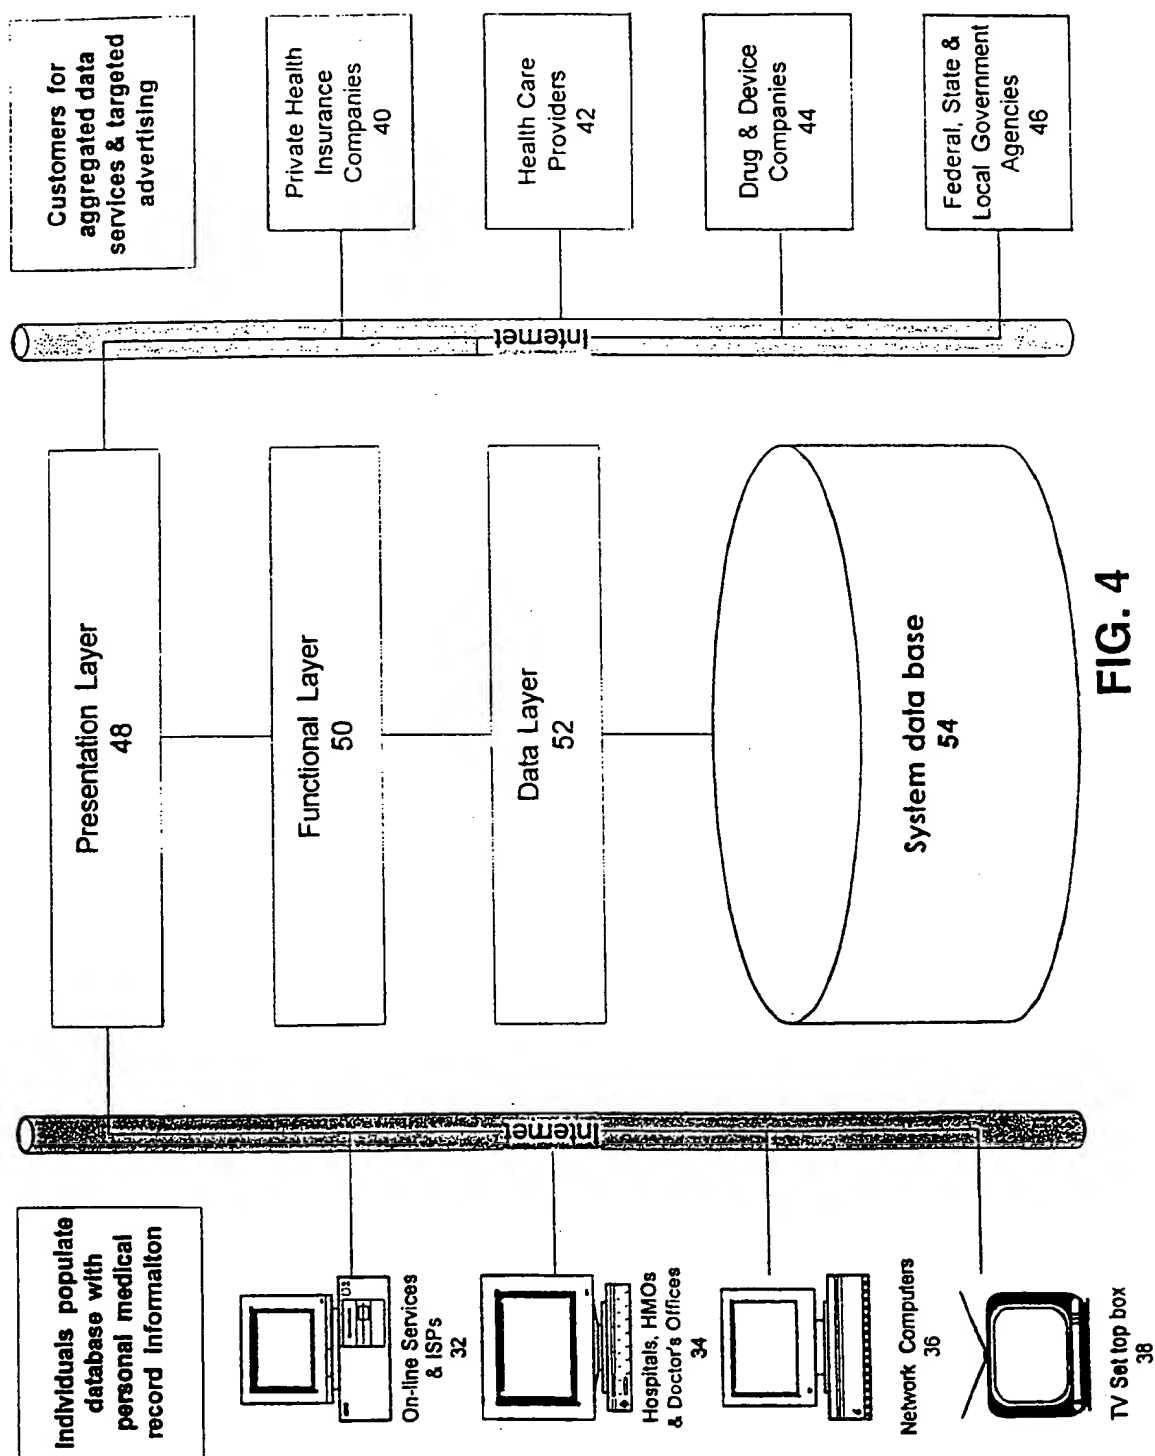 Individuals populate
database with
personal medical
record Informaiton
On-line Services
& ISPs
32
Hospitals, HMOs
& Doctor's Offices
34
Network Computers
36
TV Set top box
38
Internet
Presentation Layer
48
Functional Layer
50
Data Layer
52
System data base
54
Internet
Customers for
aggregated data
services & targeted
advertising
Private Health
Insurance
Companies
40
Health Care
Providers
42
Drug & Device
Companies
44
Federal, State &
Local Government
Agencies
46
FIG. 4